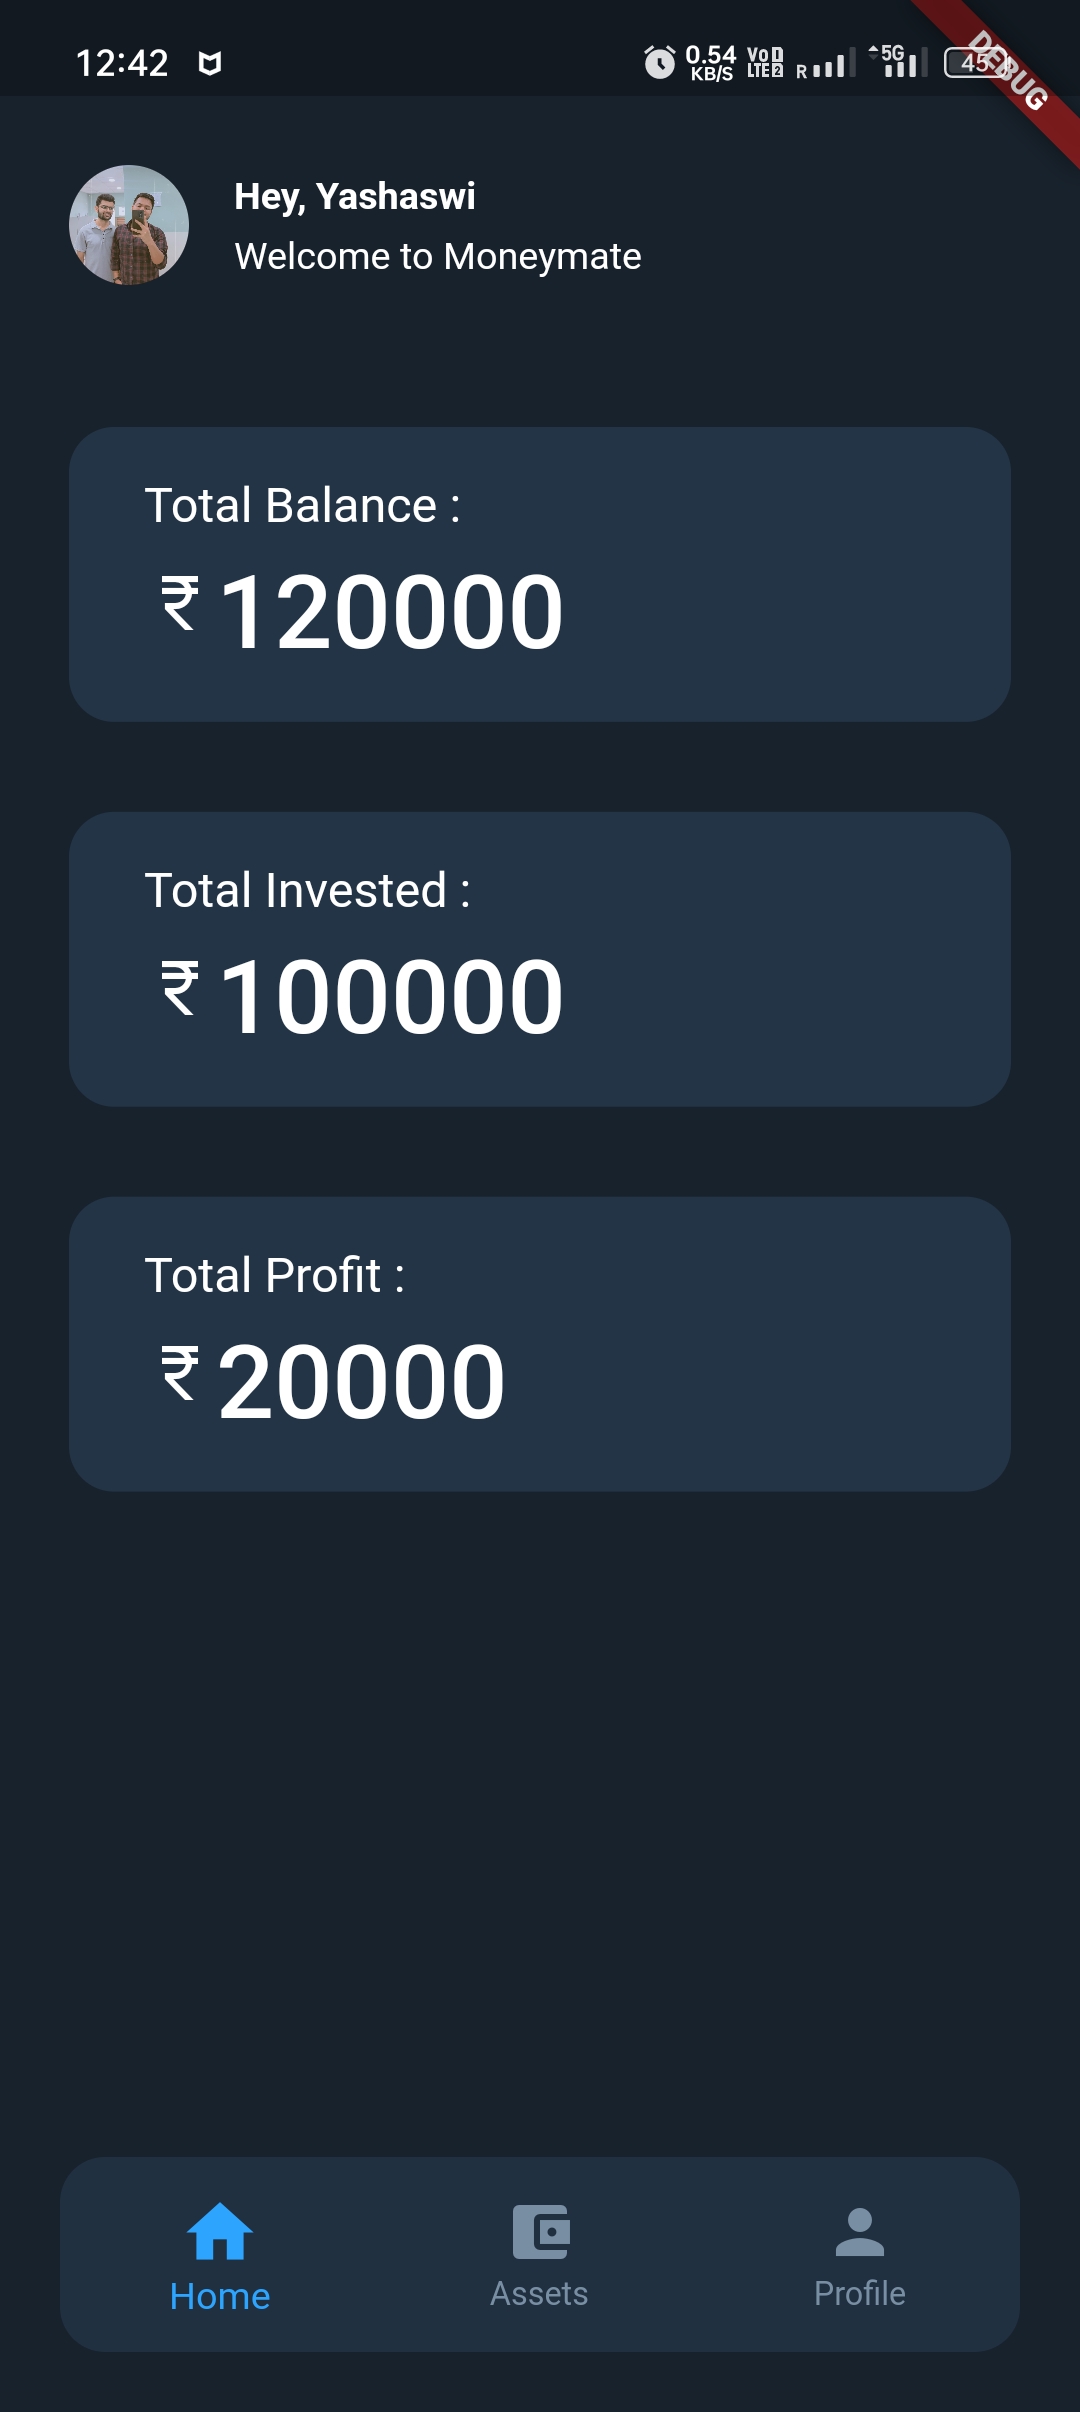 12:42
0.54
KB/S
Vo 1
LTE 2
R
5G
45
DEBUG
Hey, Yashaswi
Welcome to Moneymate
Total Balance :
₹ 120000
Total Invested :
₹ 100000
Total Profit :
₹ 20000
Home
Assets
Profile